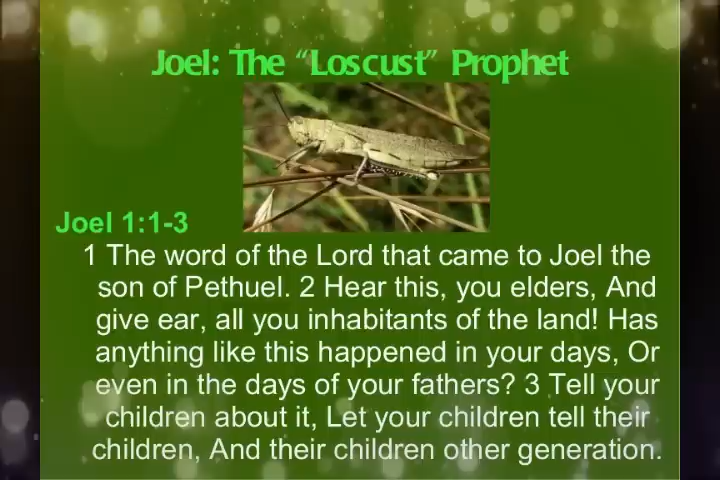 Joel: The “Loscust” Prophet
Joel 1:1-3
1 The word of the Lord that came to Joel the
son of Pethuel. 2 Hear this, you elders, And
give ear, all you inhabitants of the land! Has
anything like this happened in your days, Or
even in the days of your fathers? 3 Tell your
children about it, Let your children tell their
children, And their children other generation.